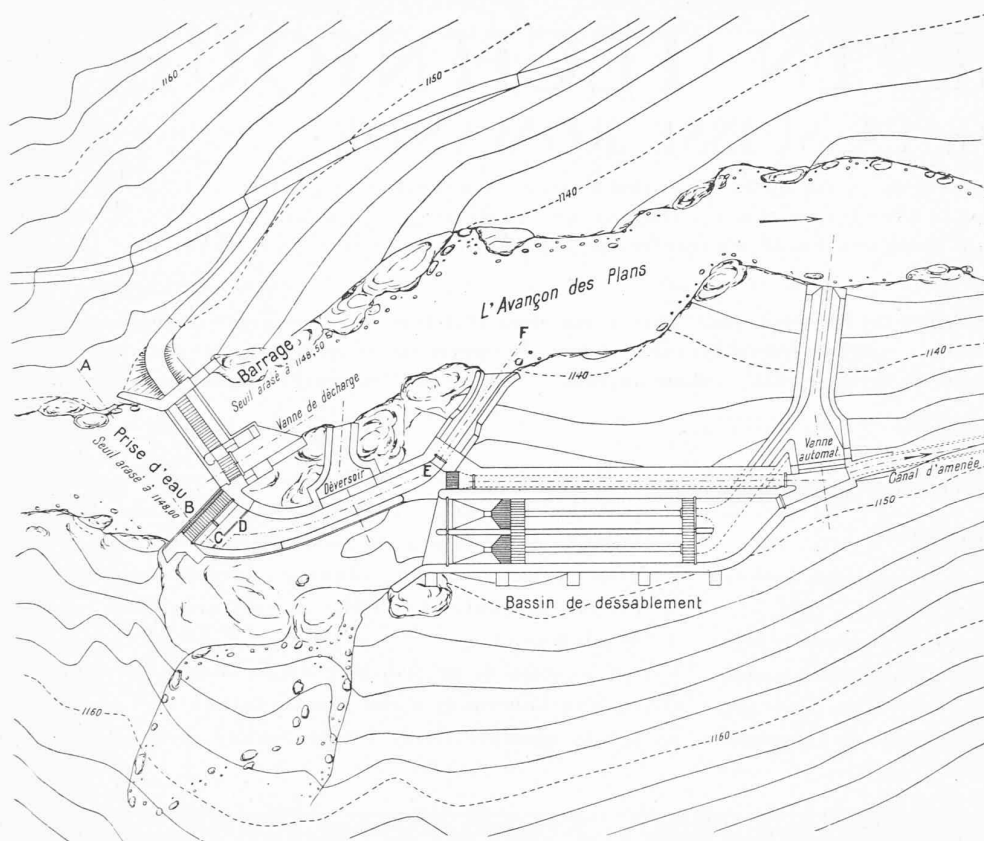 1160
1150
1140
L'Avançon des Plans
F
Barrage
Seuil arasé à 1148,50
A
1140
1140
Vanne de décharge
Prise d'eau
Seuil arasé à 1148,00
Vanne
automat.
E
Déversoir
Canal d'amenée
B
D
C
1150
Bassin de dessablement
1160
1160